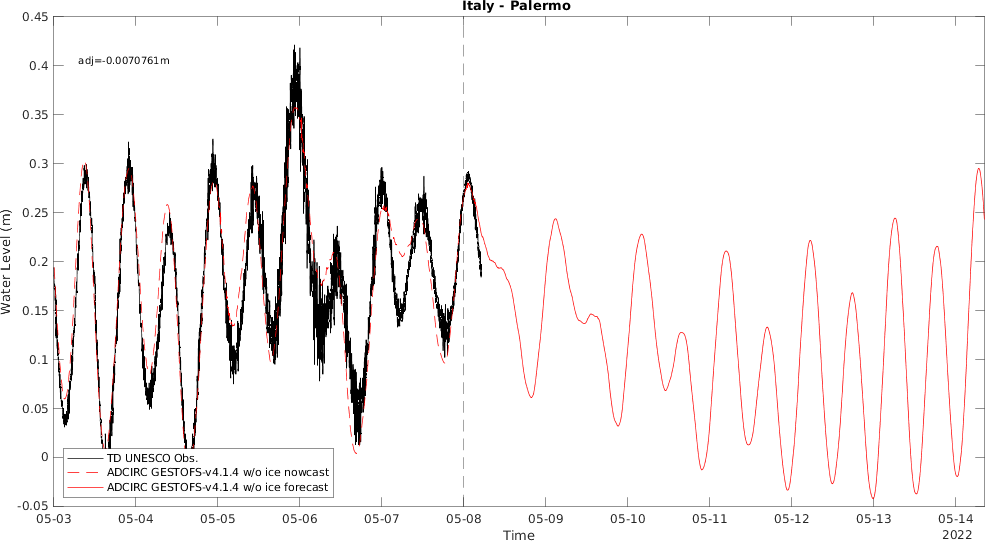 Italy - Palermo
0.45
0.4
0.35
0.3
0.25
0.2
0.15
0.1
0.05
0
-0.05
Water Level (m)
adj=-0.0070761m
TD UNESCO Obs.
ADCIRC GESTOFS-v4.1.4 w/o ice nowcast
ADCIRC GESTOFS-v4.1.4 w/o ice forecast
05-03 05-04 05-05 05-06 05-07 05-08 05-09 05-10 05-11 05-12 05-13 05-14
Time
2022